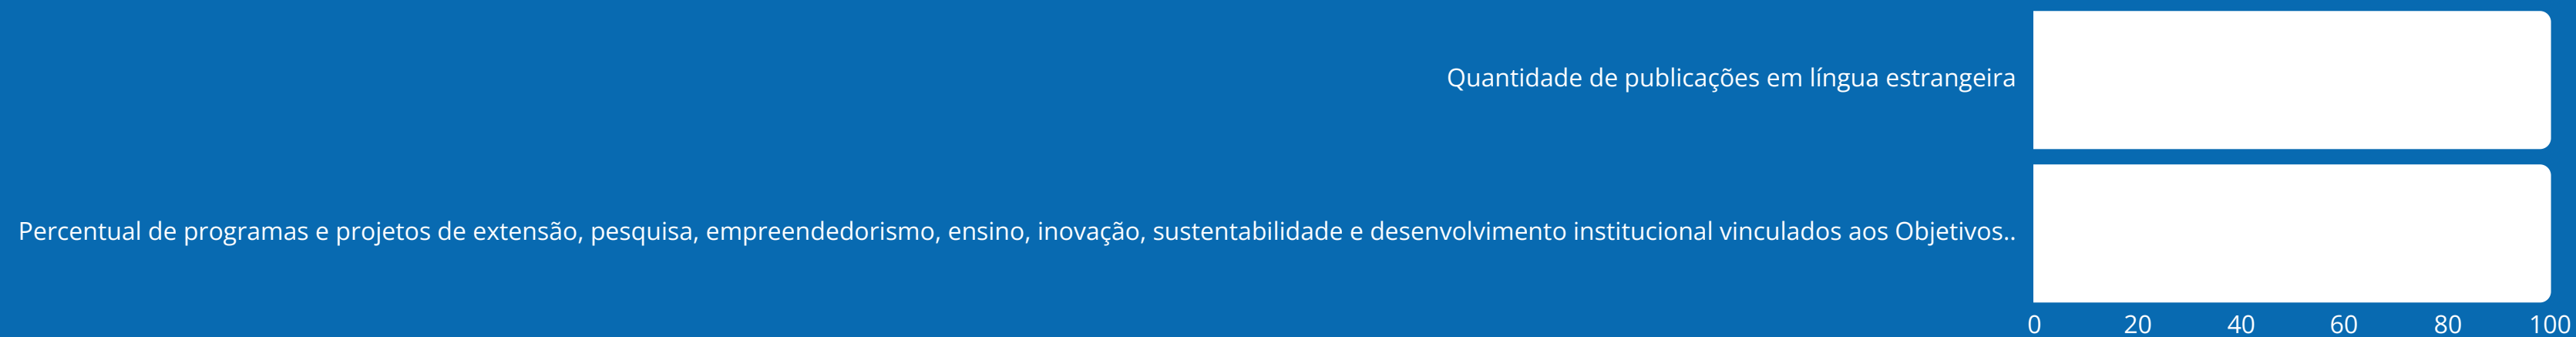 Quantidade de publicações em língua estrangeira
Percentual de programas e projetos de extensão, pesquisa, empreendedorismo, ensino, inovação, sustentabilidade e desenvolvimento institucional vinculados aos Objetivos..
0 20 40 60 80 100